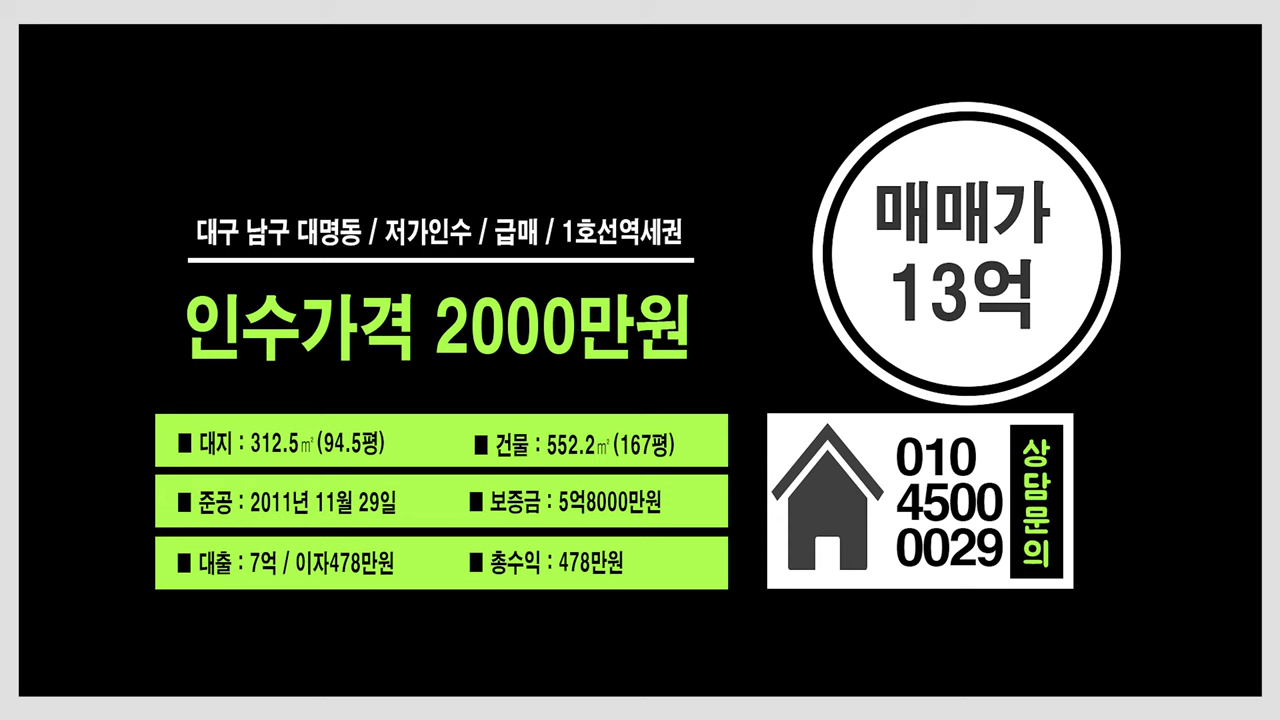 대구 남구 대명동 / 저가인수 / 급매 / 1호선역세권
인수가격 2000만원
매매가
13억
■ 대지 : 312.5㎡(94.5평)
■ 건물 : 552.2㎡(167평)
■ 준공 : 2011년 11월 29일
■ 보증금 : 5억8000만원
■ 대출 : 7억 / 이자478만원
■ 총수익 : 478만원
010
4500
0029
상담문의